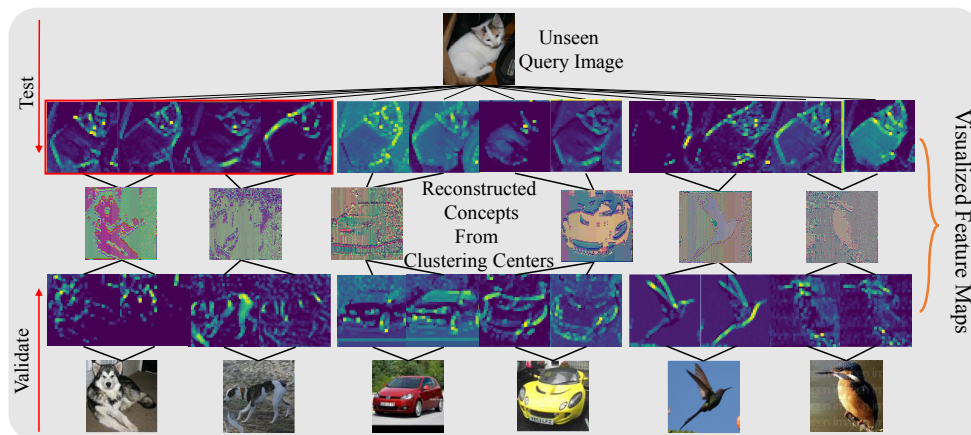 Unseen
Query Image
Test
Reconstructed
Concepts
From
Clustering Centers
Visualized Feature Maps
Validate